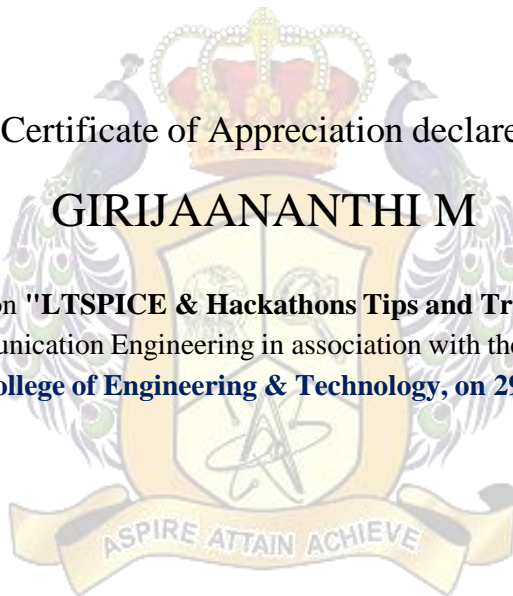 Certificate of Appreciation declare
GIRIJAANANTHI M
on "LTSPICE & Hackathons Tips and Tr
unication Engineering in association with the
ollege of Engineering & Technology, on 29
ASPIRE ATTAIN ACHIEVE